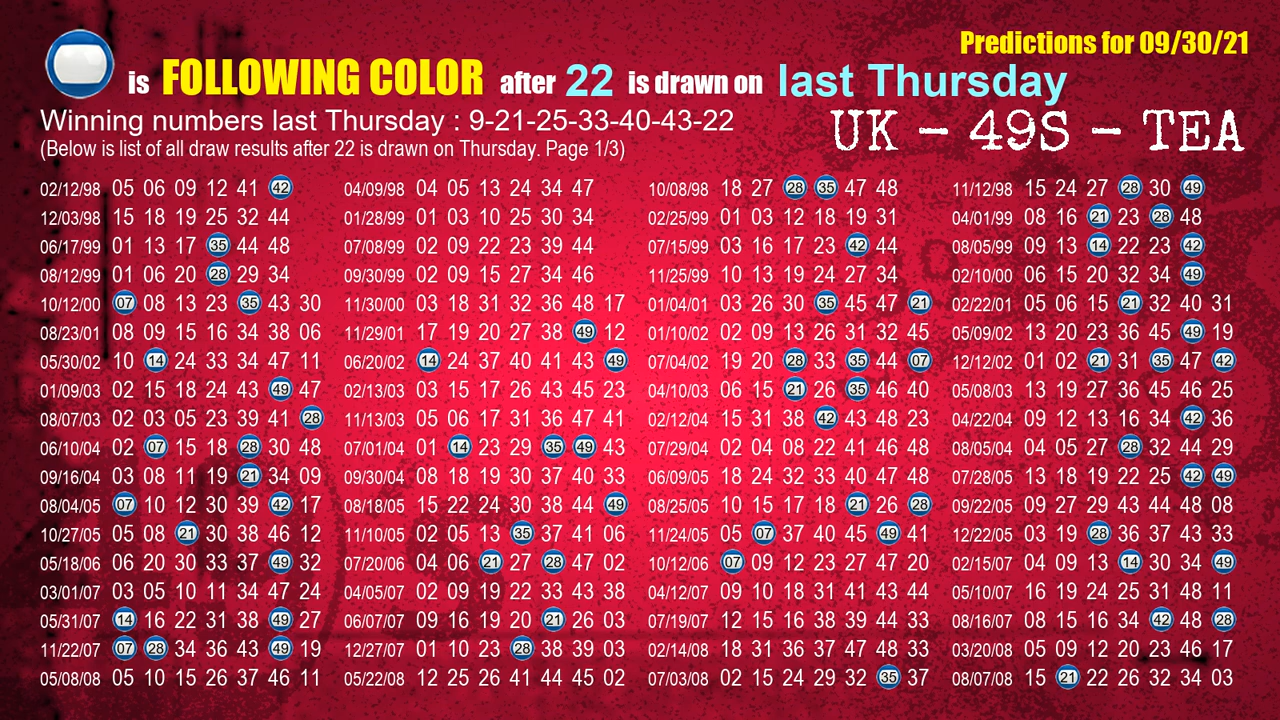 Predictions for 09/30/21
is FOLLOWING COLOR after 22 is drawn on last Thursday
Winning numbers last Thursday : 9-21-25-33-40-43-22
UK - 49S - TEA
(Below is list of all draw results after 22 is drawn on Thursday. Page 1/3)
02/12/98 05 06 09 12 41 42 04/09/98 04 05 13 24 34 47 10/08/98 18 27 28 35 47 48 11/12/98 15 24 27 28 30 49
12/03/98 15 18 19 25 32 44 01/28/99 01 03 10 25 30 34 02/25/99 01 03 12 18 19 31 04/01/99 08 16 21 23 28 48
06/17/99 01 13 17 35 44 48 07/08/99 02 09 22 23 39 44 07/15/99 03 16 17 23 42 44 08/05/99 09 13 14 22 23 42
08/12/99 01 06 20 28 29 34 09/30/99 02 09 15 27 34 46 11/25/99 10 13 19 24 27 34 02/10/00 06 15 20 32 34 49
10/12/00 07 08 13 23 35 43 30 11/30/00 03 18 31 32 36 48 17 01/04/01 03 26 30 35 45 47 21 02/22/01 05 06 15 21 32 40 31
08/23/01 08 09 15 16 34 38 06 11/29/01 17 19 20 27 38 49 12 01/10/02 02 09 13 26 31 32 45 05/09/02 13 20 23 36 45 49 19
05/30/02 10 14 24 33 34 47 11 06/20/02 14 24 37 40 41 43 49 07/04/02 19 20 28 33 35 44 07 12/12/02 01 02 21 31 35 47 42
01/09/03 02 15 18 24 43 49 47 02/13/03 03 15 17 26 43 45 23 04/10/03 06 15 21 26 35 46 40 05/08/03 13 19 27 36 45 46 25
08/07/03 02 03 05 23 39 41 28 11/13/03 05 06 17 31 36 47 41 02/12/04 15 31 38 42 43 48 23 04/22/04 09 12 13 16 34 42 36
06/10/04 02 07 15 18 28 30 48 07/01/04 01 14 23 29 35 49 43 07/29/04 02 04 08 22 41 46 48 08/05/04 04 05 27 28 32 44 29
09/16/04 03 08 11 19 21 34 09 09/30/04 08 18 19 30 37 40 33 06/09/05 18 24 32 33 40 47 48 07/28/05 13 18 19 22 25 42 49
08/04/05 07 10 12 30 39 42 17 08/18/05 15 22 24 30 38 44 49 08/25/05 10 15 17 18 21 26 28 09/22/05 09 27 29 43 44 48 08
10/27/05 05 08 21 30 38 46 12 11/10/05 02 05 13 35 37 41 06 11/24/05 05 07 37 40 45 49 41 12/22/05 03 19 28 36 37 43 33
05/18/06 06 20 30 33 37 49 32 07/20/06 04 06 21 27 28 47 02 10/12/06 07 09 12 23 27 47 20 02/15/07 04 09 13 14 30 34 49
03/01/07 03 05 10 11 34 47 24 04/05/07 02 09 19 22 33 43 38 04/12/07 09 10 18 31 41 43 44 05/10/07 16 19 24 25 31 48 11
05/31/07 14 16 22 31 38 49 27 06/07/07 09 16 19 20 21 26 03 07/19/07 12 16 18 38 39 44 33 08/16/07 08 15 16 34 42 48 28
11/22/07 07 28 34 36 43 49 19 12/27/07 01 10 23 28 38 39 03 02/14/08 18 31 36 37 47 48 33 03/20/08 05 09 12 20 23 46 17
05/08/08 05 10 15 26 37 46 11 05/22/08 12 25 26 41 44 45 02 07/03/08 02 15 24 29 32 35 37 08/07/08 15 21 22 26 32 34 03